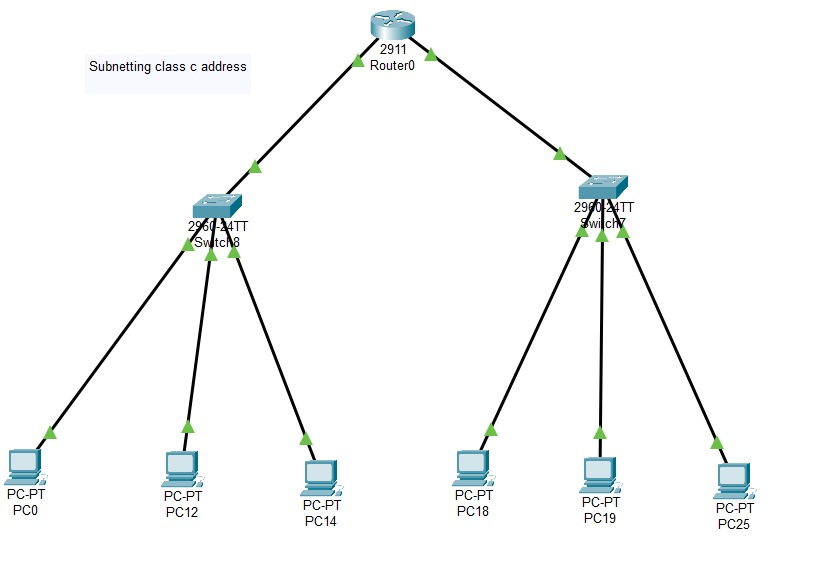 2911
Router0
Subnetting class c address
2960-24TT
Switch8
2960-24TT
Switch7
PC-PT
PC0
PC-PT
PC12
PC-PT
PC14
PC-PT
PC18
PC-PT
PC19
PC-PT
PC25